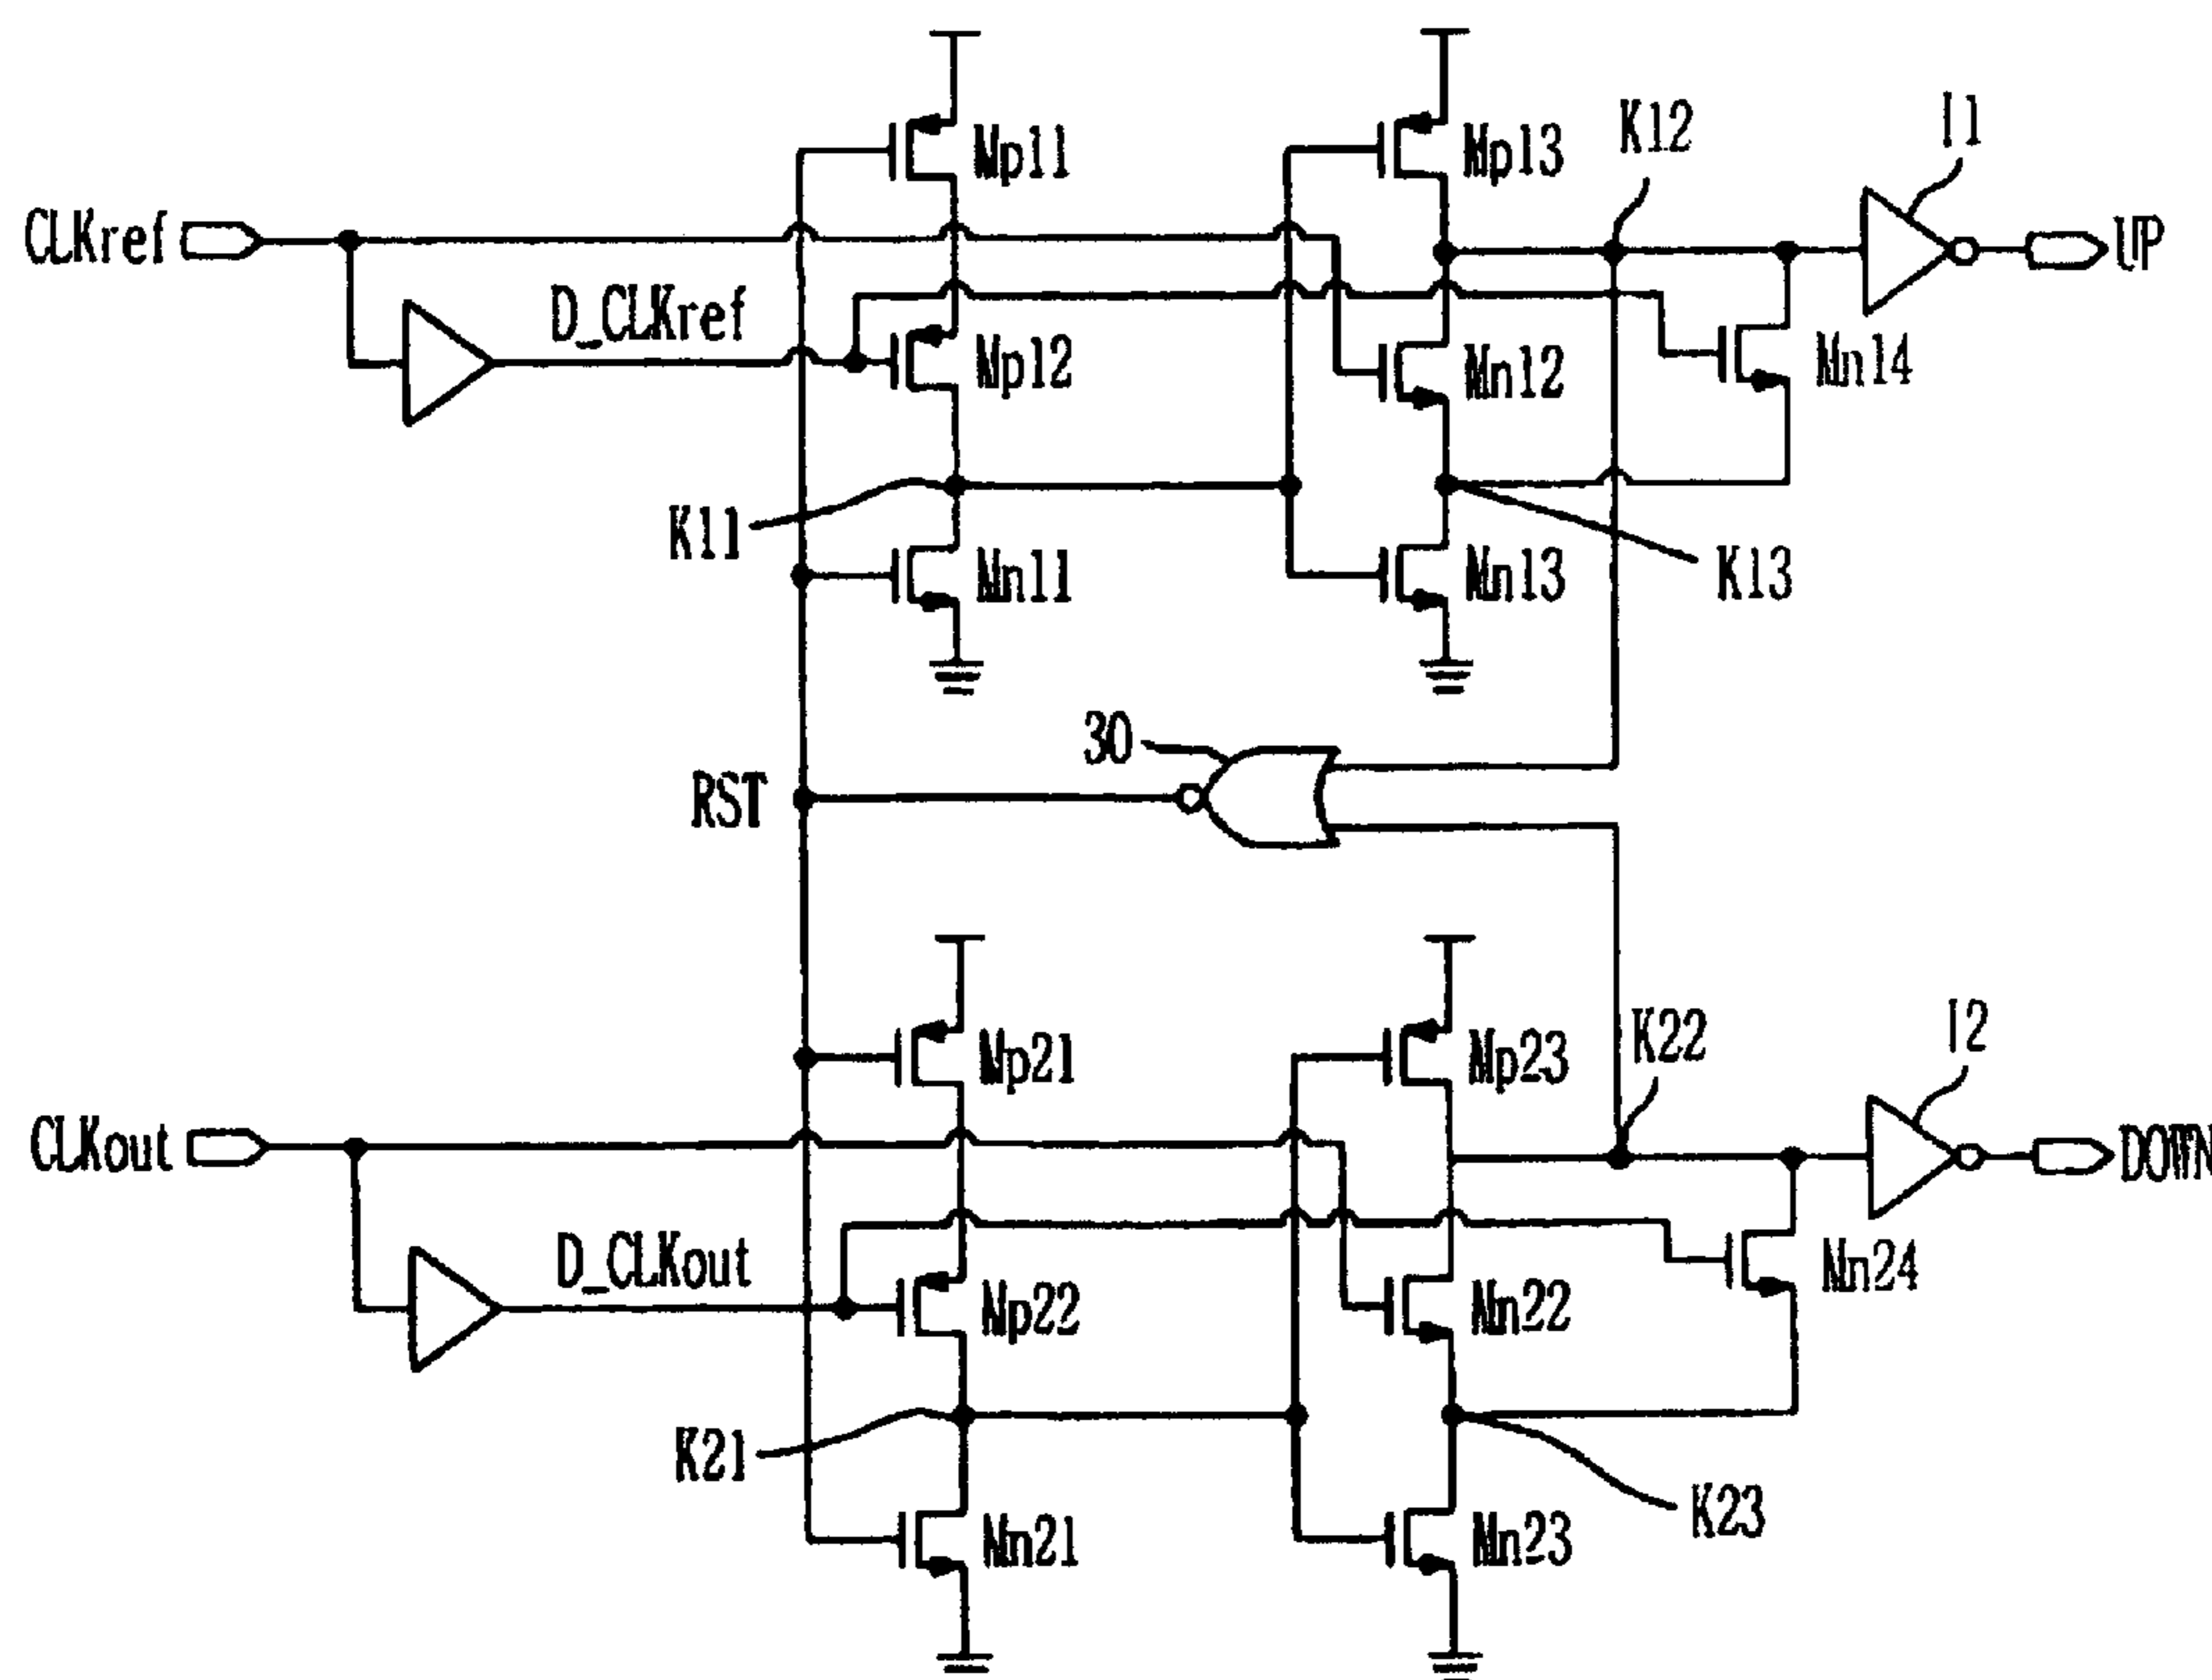 Mp11
Mp13
K12
I1
CLKref
UP
D_CLKref
Mp12
Mn12
Mn14
K11
Mn11
Mn13
K13
30
RST
Mp21
Mp23
K22
I2
CLKout
DOWN
D_CLKout
Mp22
Mn22
Mn24
K21
Mn21
Mn23
K23